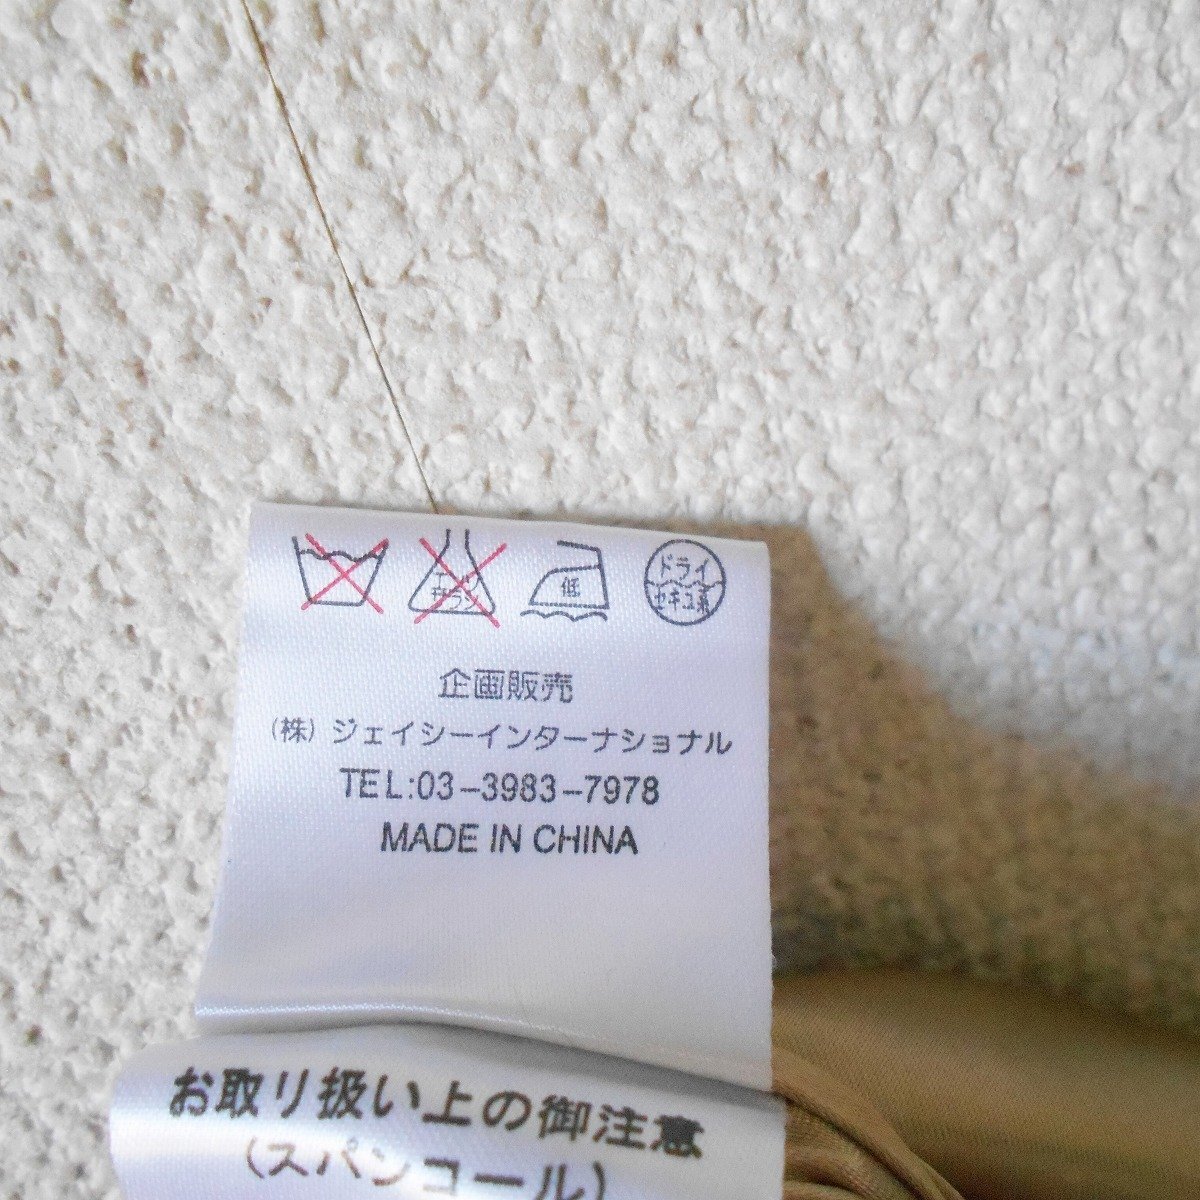 エンソ
サラシ
低
ドライ
セキユ系
企画販売
(株) ジェイシーインターナショナル
TEL:03-3983-7978
MADE IN CHINA
お取り扱い上の御注意
(スパンコール)